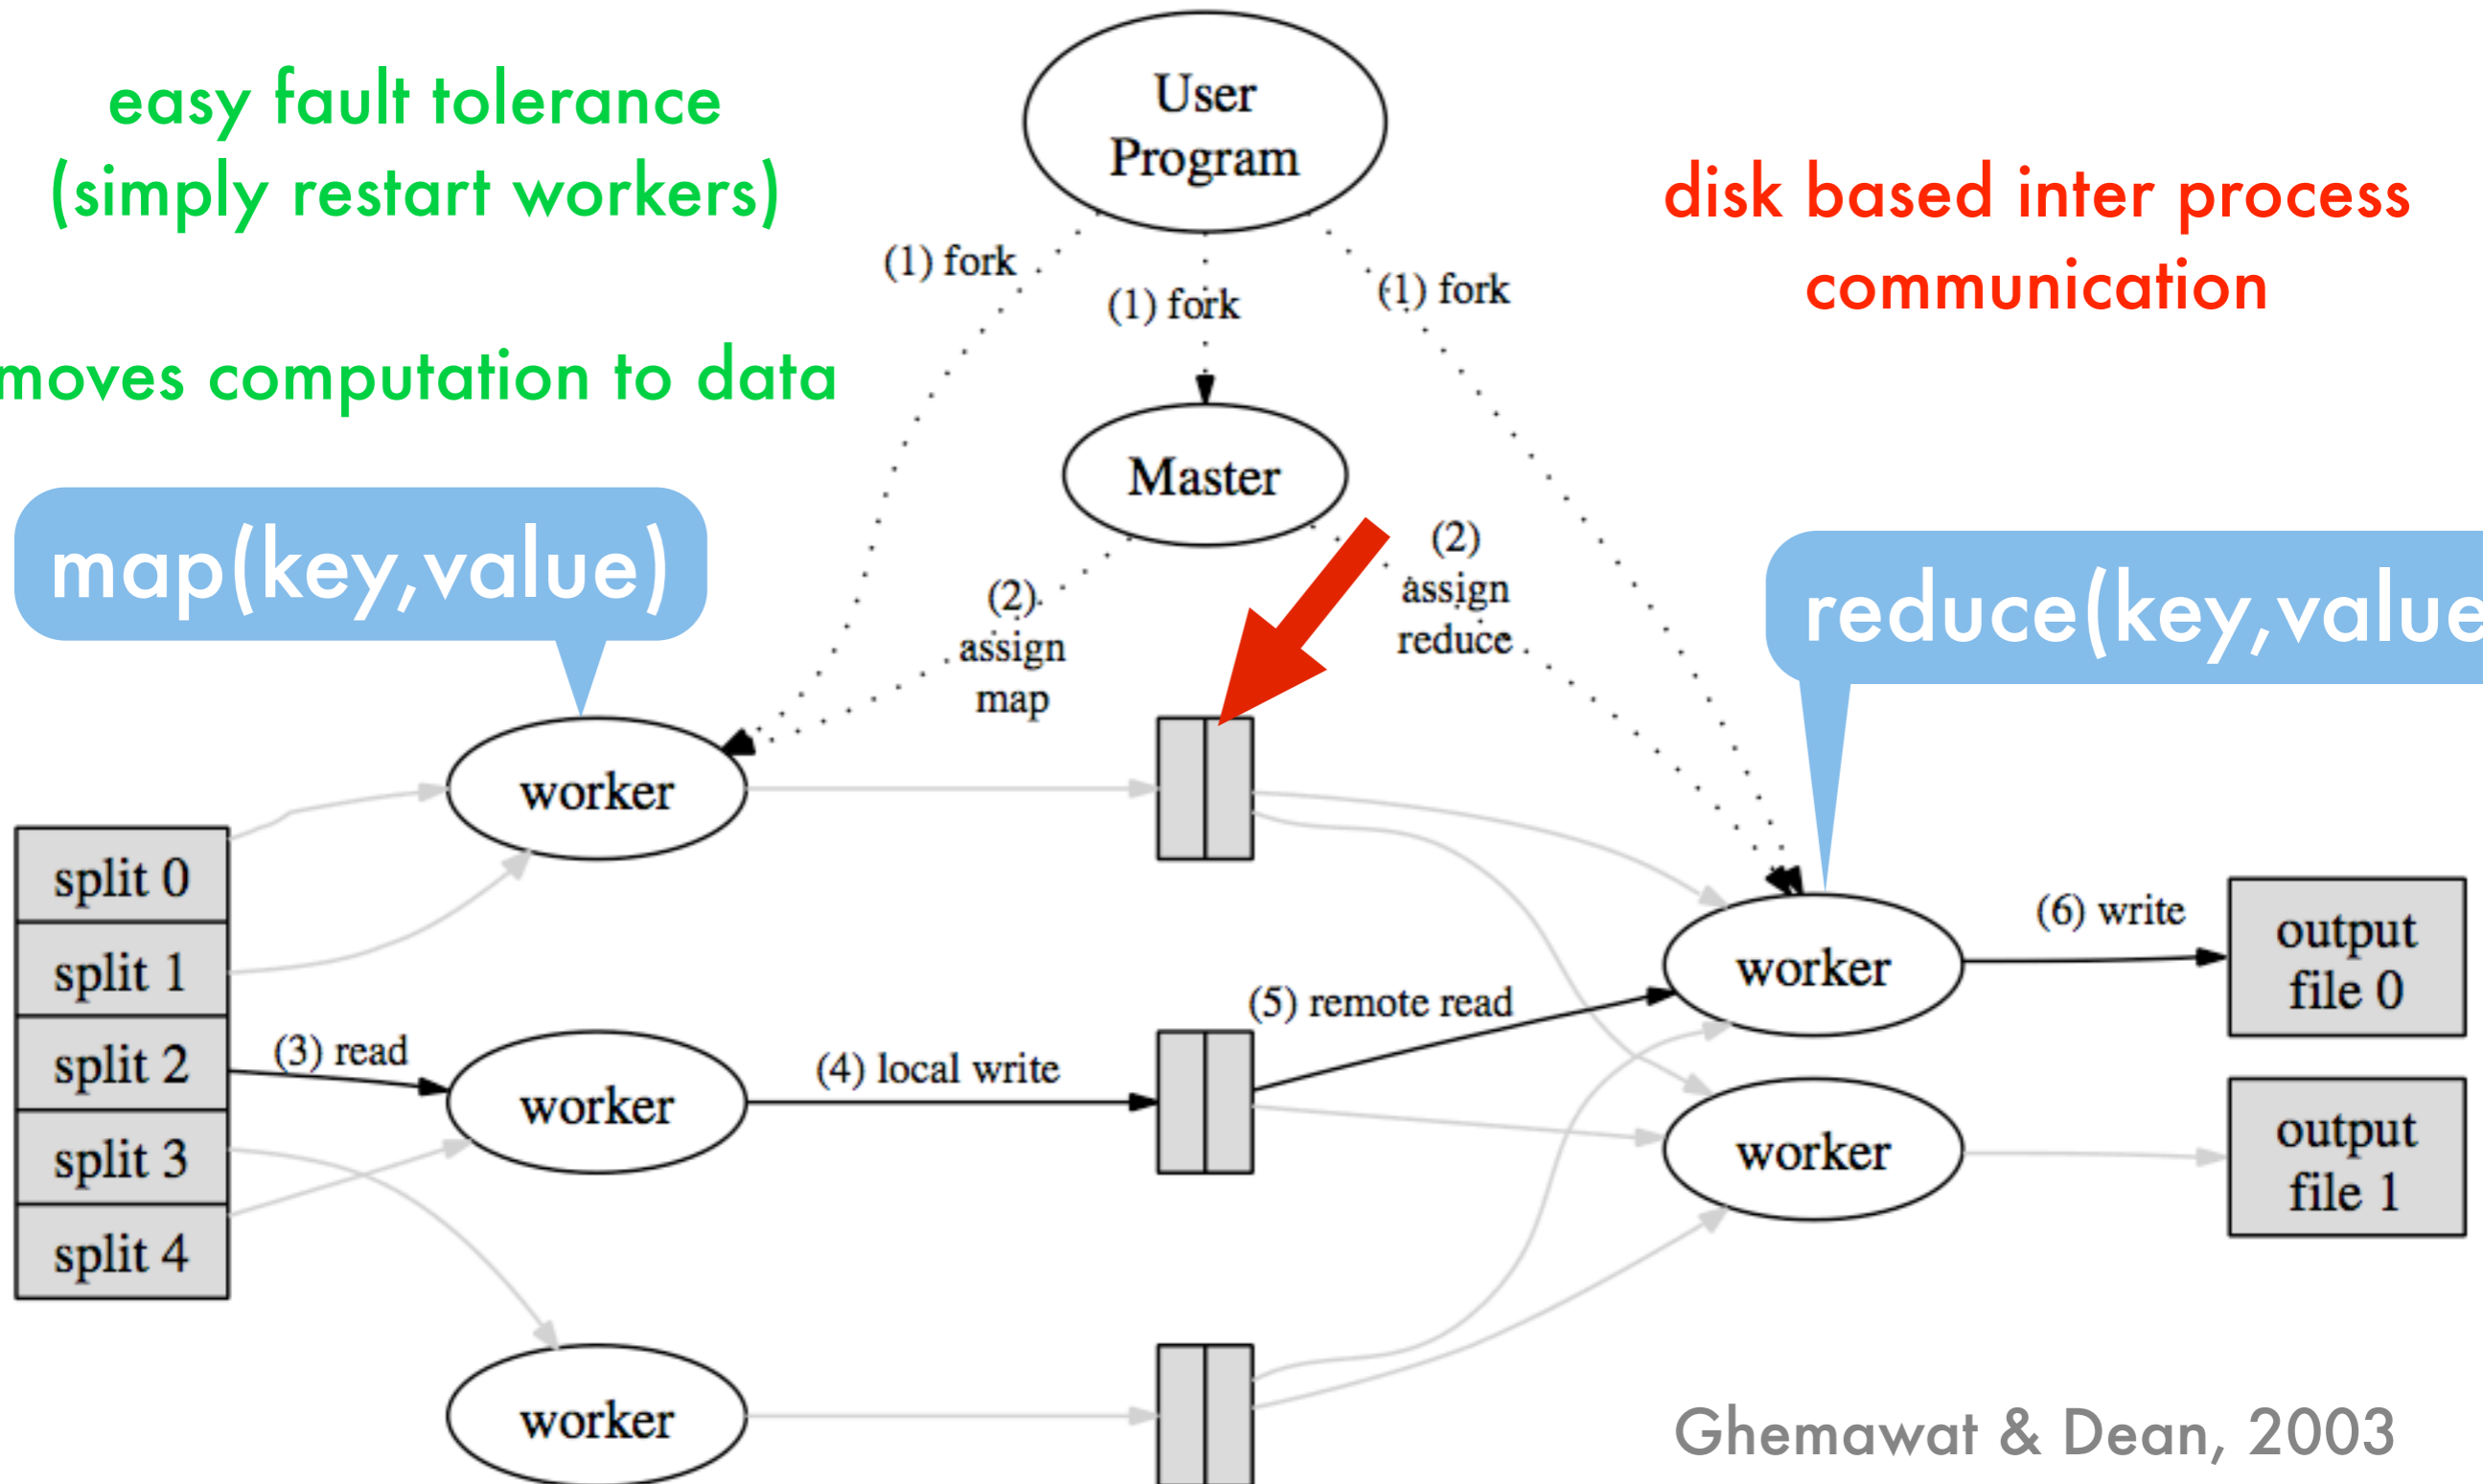 easy fault tolerance
(simply restart workers)
moves computation to data
User
Program
disk based inter process
communication
(1) fork
(1) fork
(1) fork
Master
map(key,value)
(2)
assign
map
(2)
assign
reduce
reduce(key,value
worker
split 0
split 1
split 2
split 3
split 4
(3) read
worker
(4) local write
worker
(5) remote read
worker
worker
(6) write
output
file 0
output
file 1
Ghemawat & Dean, 2003